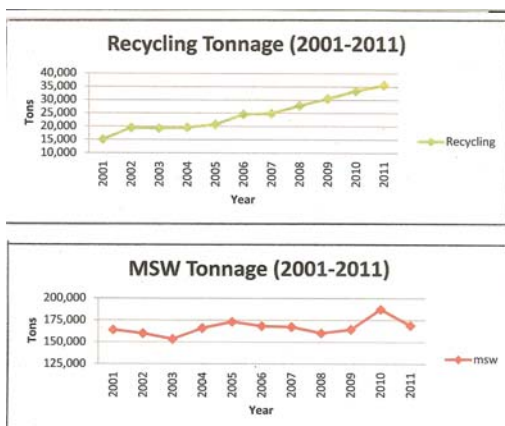 Recycling Tonnage (2001-2011)
40,000
35,000
30,000
25,000
20,000
15,000
10,000
Tons
2001 2002 2003 2004 2005 2006 2007 2008 2009 2010 2011
Year
Recycling
MSW Tonnage (2001-2011)
200,000
175,000
150,000
125,000
Tons
2001 2002 2003 2004 2005 2006 2007 2008 2009 2010 2011
Year
msw